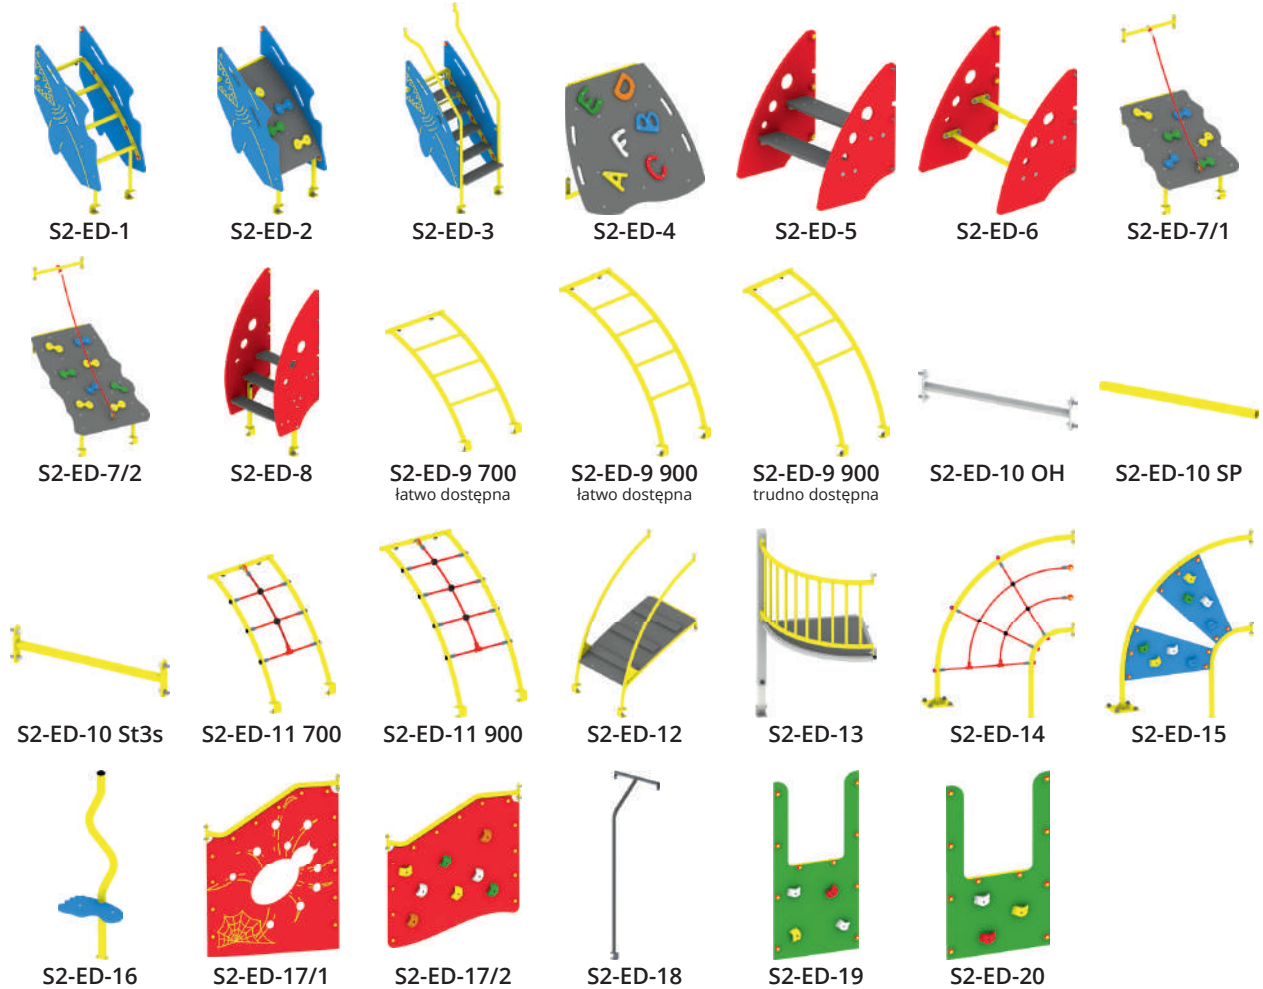 S2-ED-1
S2-ED-2
S2-ED-3
S2-ED-4
S2-ED-5
S2-ED-6
S2-ED-7/1
E
D
B
F
A
C
S2-ED-7/2
S2-ED-8
S2-ED-9 700
łatwo dostępna
S2-ED-9 900
łatwo dostępna
S2-ED-9 900
trudno dostępna
S2-ED-10 OH
S2-ED-10 SP
S2-ED-10 St3s
S2-ED-11 700
S2-ED-11 900
S2-ED-12
S2-ED-13
S2-ED-14
S2-ED-15
S2-ED-16
S2-ED-17/1
S2-ED-17/2
S2-ED-18
S2-ED-19
S2-ED-20